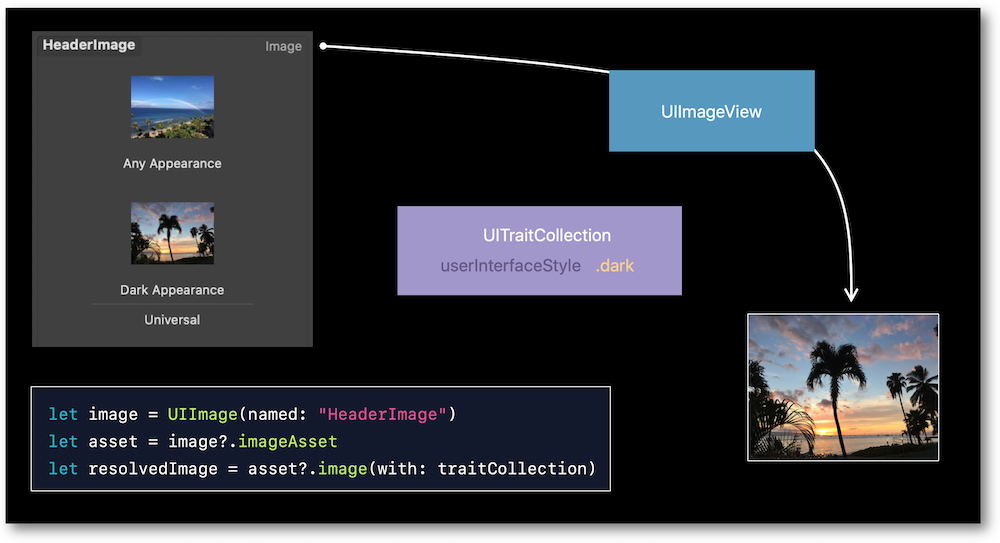 HeaderImage
Image
Any Appearance
Dark Appearance
Universal
UIImageView
UITraitCollection
userInterfaceStyle .dark
let image = UIImage(named: "HeaderImage")
let asset = image?.imageAsset
let resolvedImage = asset?.image(with: traitCollection)